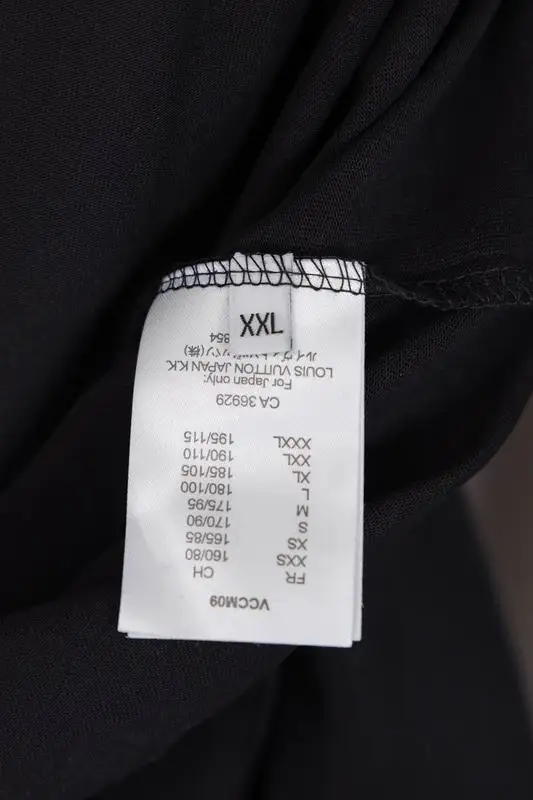 XXL
VCCM09
FR CH
XXS 160/80
XS 165/85
S 170/90
M 175/95
L 180/100
XL 185/105
XXL 190/110
XXXL 195/115
CA 36929
For Japan only:
LOUIS VUITTON JAPAN K.K.
(株)